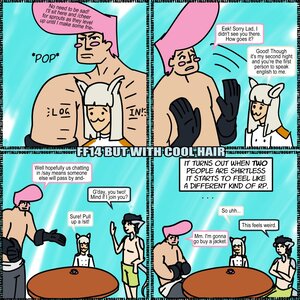 No need to be sad!
I'll sit here and cheer
for sprouts as they sleep
up until I make some fre-
*POP*
:LOG
IN!:
Eek! Sorry Lad, I
didn't see you there.
How goes it?
Good! Though
it's my second night
and you're the first
person to speak
english to me.
FF14 BUT WITH COOL HAIR
Well hopefully us chatting
in /say means someone
else will pass by and-
G'day, you two!
Mind if I join you?
Sure! Pull
up a /sit!
IT TURNS OUT WHEN TWO
PEOPLE ARE SHIRTLESS
IT STARTS TO FEEL LIKE
A DIFFERENT KIND OF RP.
. . .
So uhh...
This feels weird.
Mm. I'm gonna
go buy a jacket.